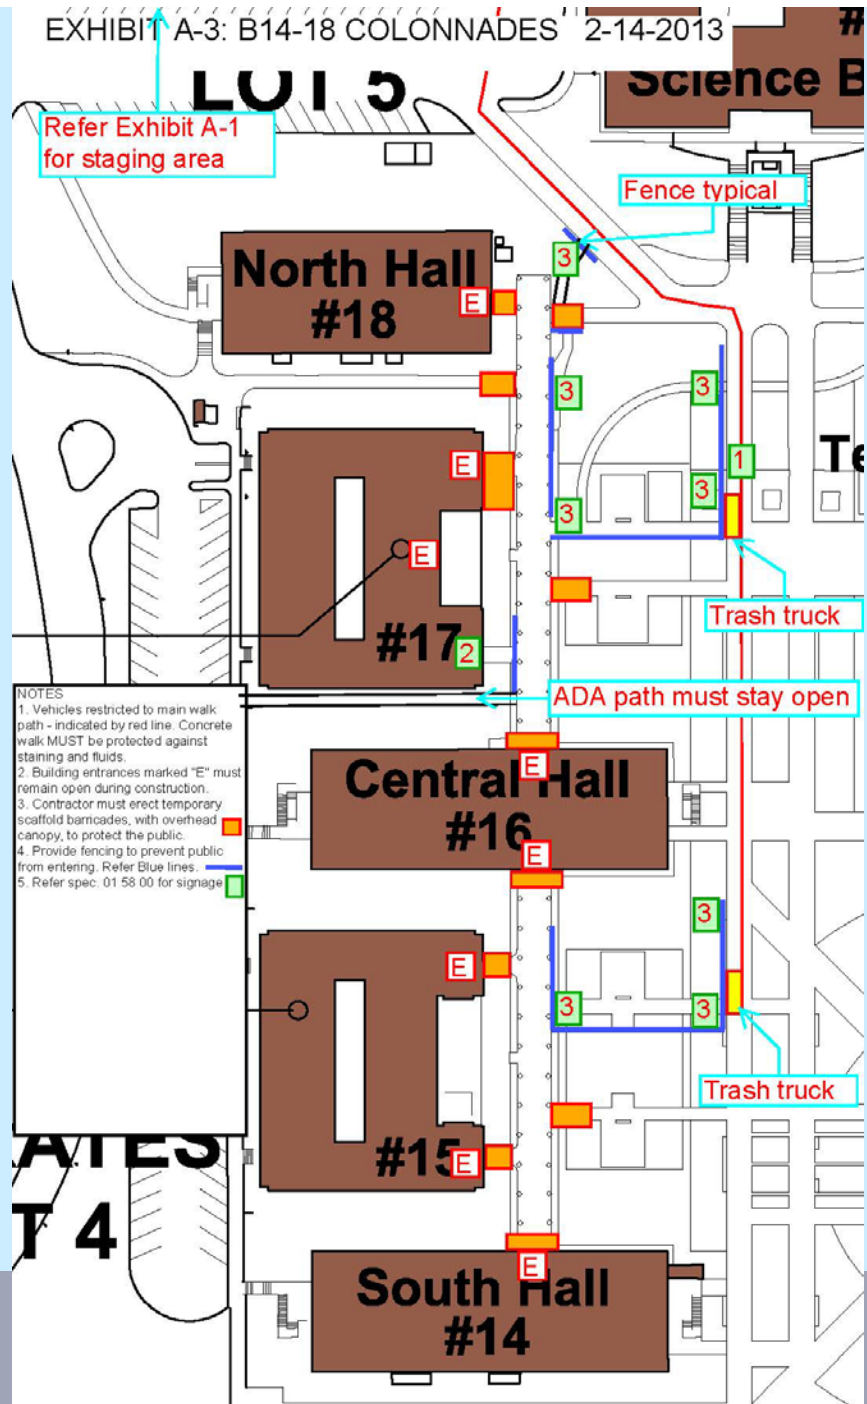 EXHIBIT A-3: B14-18 COLONNADES 2-14-2013
#
LOT 5
Science B
Refer Exhibit A-1
for staging area
Fence typical
3
North Hall
#18
E
3
3
1
Te
E
3
3
E
Trash truck
#17
2
ADA path must stay open
NOTES
1. Vehicles restricted to main walk
path - indicated by red line. Concrete
walk MUST be protected against
staining and fluids.
2. Building entrances marked "E" must
remain open during construction.
3. Contractor must erect temporary
scaffold barricades, with overhead
canopy, to protect the public.
4. Provide fencing to prevent public
from entering. Refer Blue lines.
5. Refer spec. 01 58 00 for signage
E
Central Hall
#16
E
3
E
3
3
Trash truck
ATES
T 4
#15
E
E
South Hall
#14